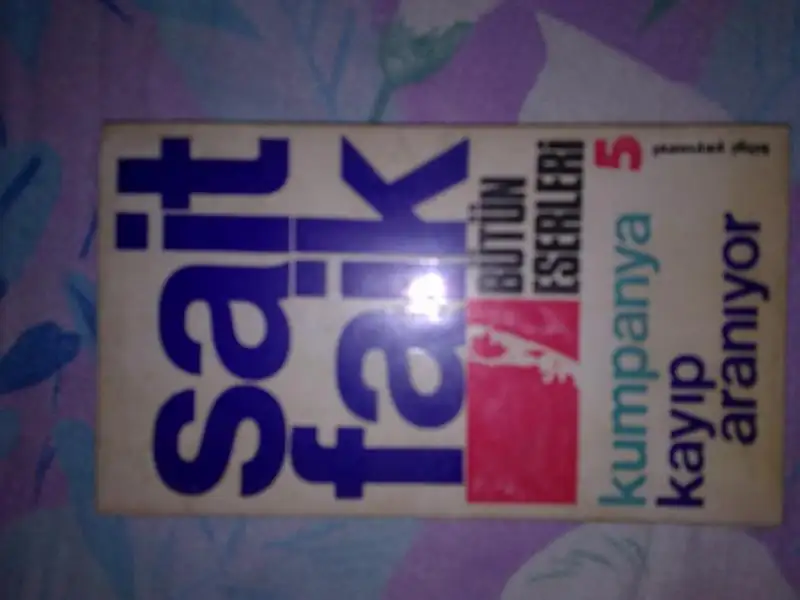 sait
faik
BÜTÜN
ESERLERİ
5
kumpanya
kayıp
aranıyor